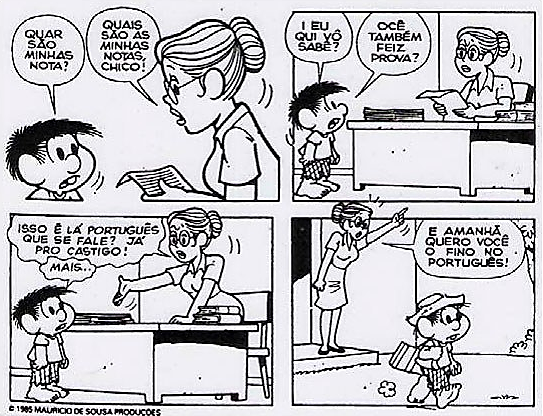 QUAR
SÃO
MINHAS
NOTA?
QUAIS
SÃO AS
MINHAS
NOTAS,
CHICO!
I EU
QUI VÔ
SABÊ?
OCÊ
TAMBÉM
FEIZ
PROVA?
ISSO É LÁ PORTUGUÊS
QUE SE FALE? JÁ
PRO CASTIGO!
MAIS...
E AMANHÃ
QUERO VOCÊ
O FINO NO
PORTUGUÊS!
© 1985 MAURICIO DE SOUSA PRODUÇÕES